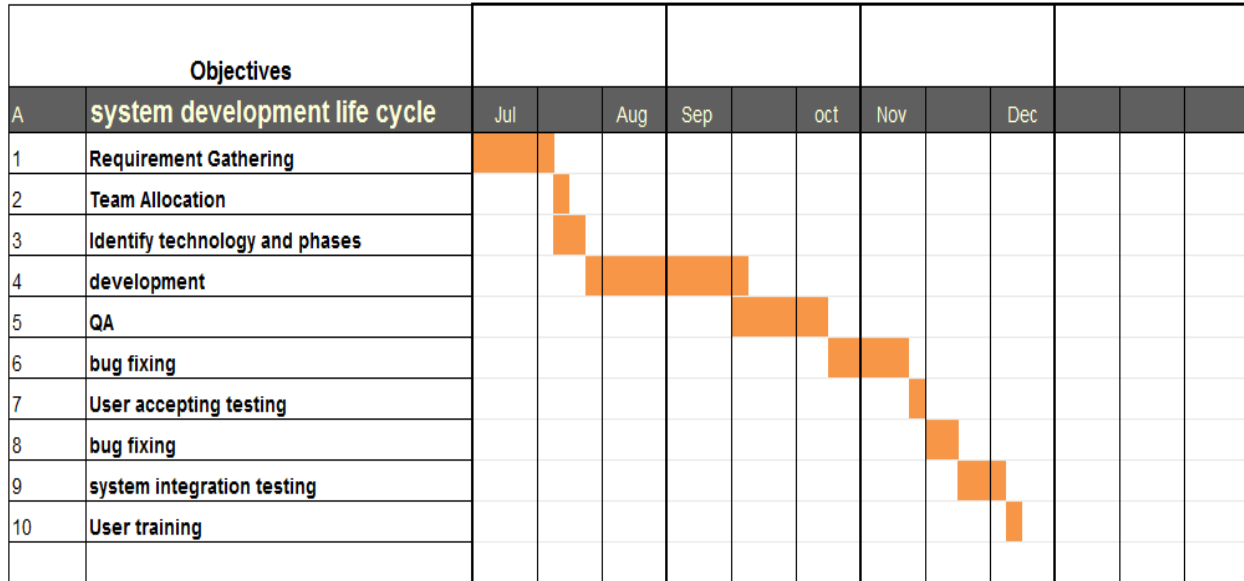 Objectives
A system development life cycle Jul Aug Sep oct Nov Dec
1 Requirement Gathering
2 Team Allocation
3 Identify technology and phases
4 development
5 QA
6 bug fixing
7 User accepting testing
8 bug fixing
9 system integration testing
10 User training